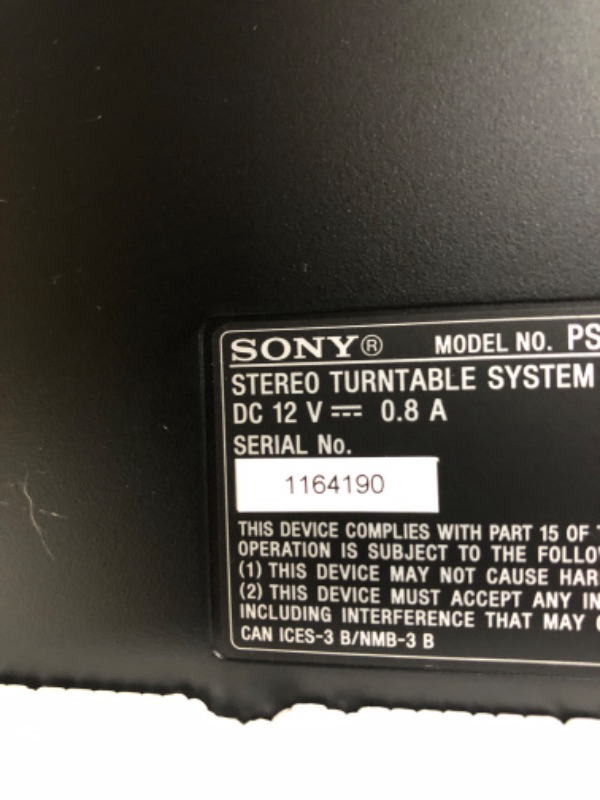 SONY® MODEL NO. PS
STEREO TURNTABLE SYSTEM
DC 12 V ⎓ 0.8 A
SERIAL No.
1164190
THIS DEVICE COMPLIES WITH PART 15 OF
OPERATION IS SUBJECT TO THE FOLLO
(1) THIS DEVICE MAY NOT CAUSE HAR
(2) THIS DEVICE MUST ACCEPT ANY IN
INCLUDING INTERFERENCE THAT MAY
CAN ICES-3 B/NMB-3 B